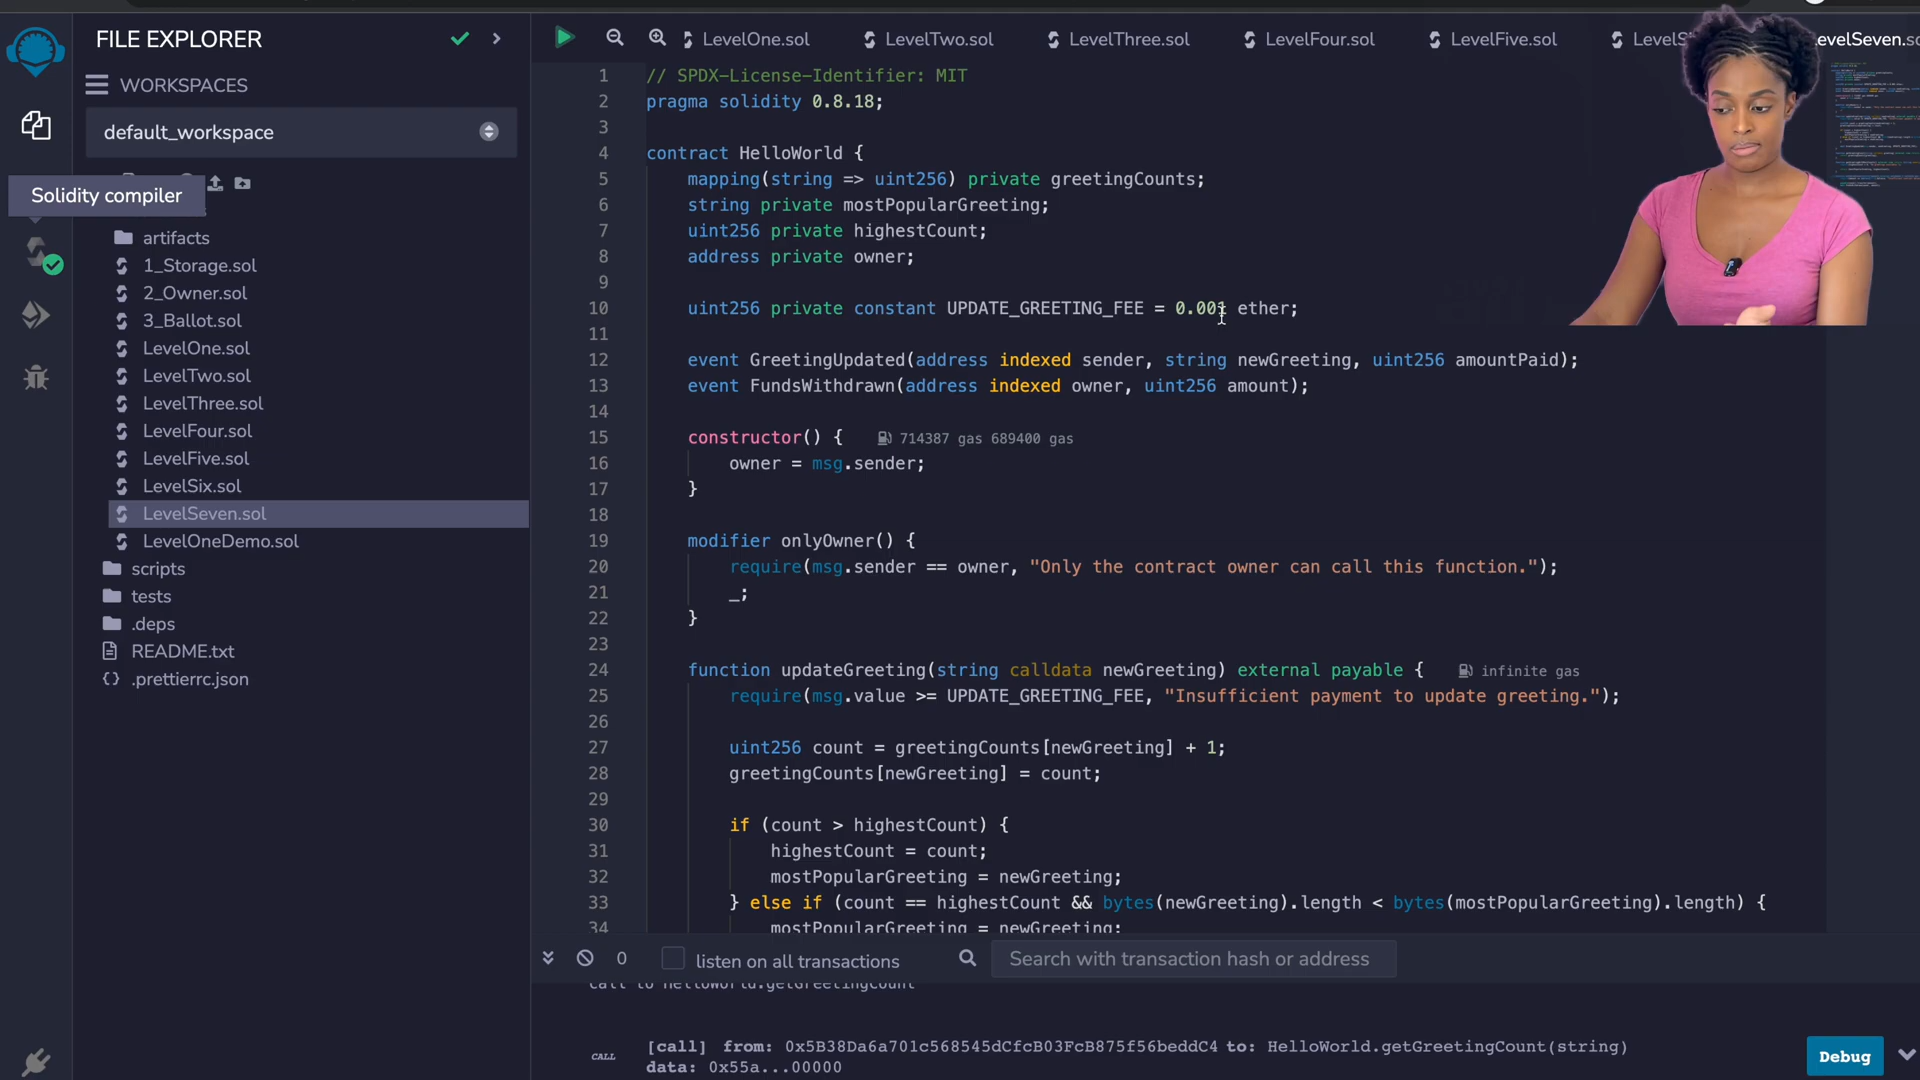 FILE EXPLORER
WORKSPACES
default_workspace
Solidity compiler
artifacts
1_Storage.sol
2_Owner.sol
3_Ballot.sol
LevelOne.sol
LevelTwo.sol
LevelThree.sol
LevelFour.sol
LevelFive.sol
LevelSix.sol
LevelSeven.sol
LevelOneDemo.sol
scripts
tests
.deps
README.txt
.prettierrc.json
LevelOne.sol LevelTwo.sol LevelThree.sol LevelFour.sol LevelFive.sol
1 // SPDX-License-Identifier: MIT
2 pragma solidity 0.8.18;
3
4 contract HelloWorld {
5 mapping(string => uint256) private greetingCounts;
6 string private mostPopularGreeting;
7 uint256 private highestCount;
8 address private owner;
9
10 uint256 private constant UPDATE_GREETING_FEE = 0.001 ether;
11
12 event GreetingUpdated(address indexed sender, string newGreeting, uint256 amountPaid);
13 event FundsWithdrawn(address indexed owner, uint256 amount);
14
15 constructor() { 714387 gas 689400 gas
16 owner = msg.sender;
17 }
18
19 modifier onlyOwner() {
20 require(msg.sender == owner, "Only the contract owner can call this function.");
21 _;
22 }
23
24 function updateGreeting(string calldata newGreeting) external payable { infinite gas
25 require(msg.value >= UPDATE_GREETING_FEE, "Insufficient payment to update greeting.");
26
27 uint256 count = greetingCounts[newGreeting] + 1;
28 greetingCounts[newGreeting] = count;
29
30 if (count > highestCount) {
31 highestCount = count;
32 mostPopularGreeting = newGreeting;
33 } else if (count == highestCount && bytes(newGreeting).length < bytes(mostPopularGreeting).length) {
34 mostPopularGreeting = newGreeting;
0 listen on all transactions Search with transaction hash or address
call to HelloWorld.getGreetingCount
CALL [call] from: 0x5B38Da6a701c568545dCfcB03FcB875f56beddC4 to: HelloWorld.getGreetingCount(string)
data: 0x55a...00000
Debug